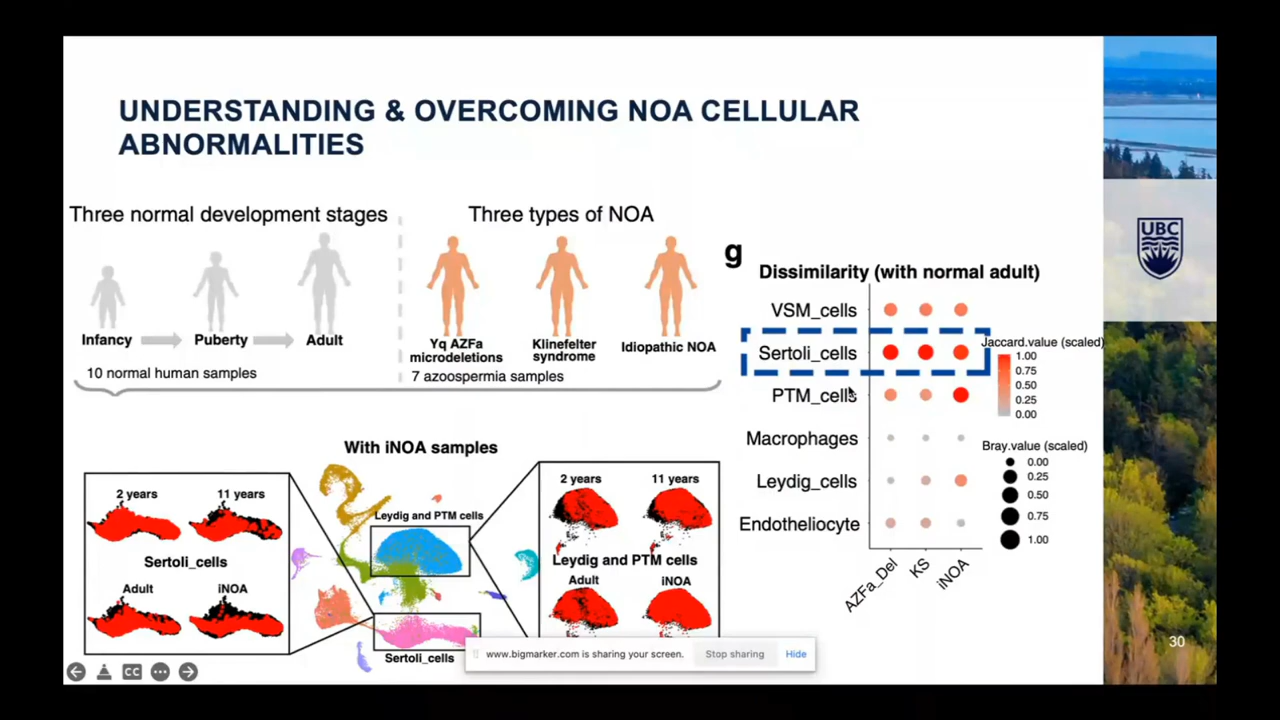 UNDERSTANDING & OVERCOMING NOA CELLULAR
ABNORMALITIES
Three normal development stages
Infancy
Puberty
Adult
10 normal human samples
Three types of NOA
Yq AZFa
microdeletions
Klinefelter
syndrome
Idiopathic NOA
7 azoospermia samples
With iNOA samples
2 years
11 years
Sertoli_cells
Adult
iNOA
Leydig and PTM cells
Sertoli_cells
2 years
11 years
Leydig and PTM cells
Adult
iNOA
g
Dissimilarity (with normal adult)
VSM_cells
Sertoli_cells
PTM_cells
Macrophages
Leydig_cells
Endotheliocyte
AZFa_Del
KS
iNOA
Jaccard.value (scaled)
1.00
0.75
0.50
0.25
0.00
Bray.value (scaled)
0.00
0.25
0.50
0.75
1.00
UBC
30
www.bigmarker.com is sharing your screen.
Stop sharing
Hide
CC